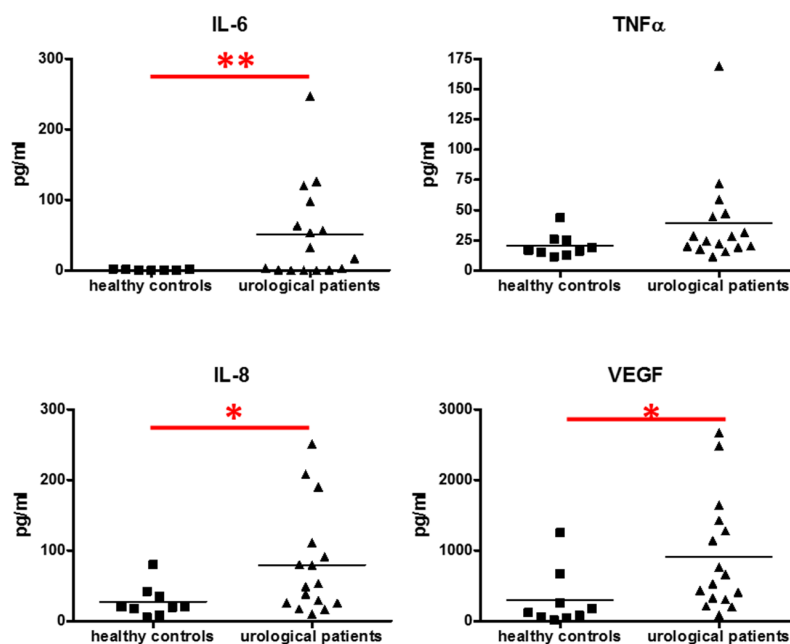 IL-6
**
300
200
100
0
pg/ml
healthy controls urological patients
TNFα
175
150
125
100
75
50
25
0
pg/ml
healthy controls urological patients
IL-8
*
300
200
100
0
pg/ml
healthy controls urological patients
VEGF
*
3000
2000
1000
0
pg/ml
healthy controls urological patients